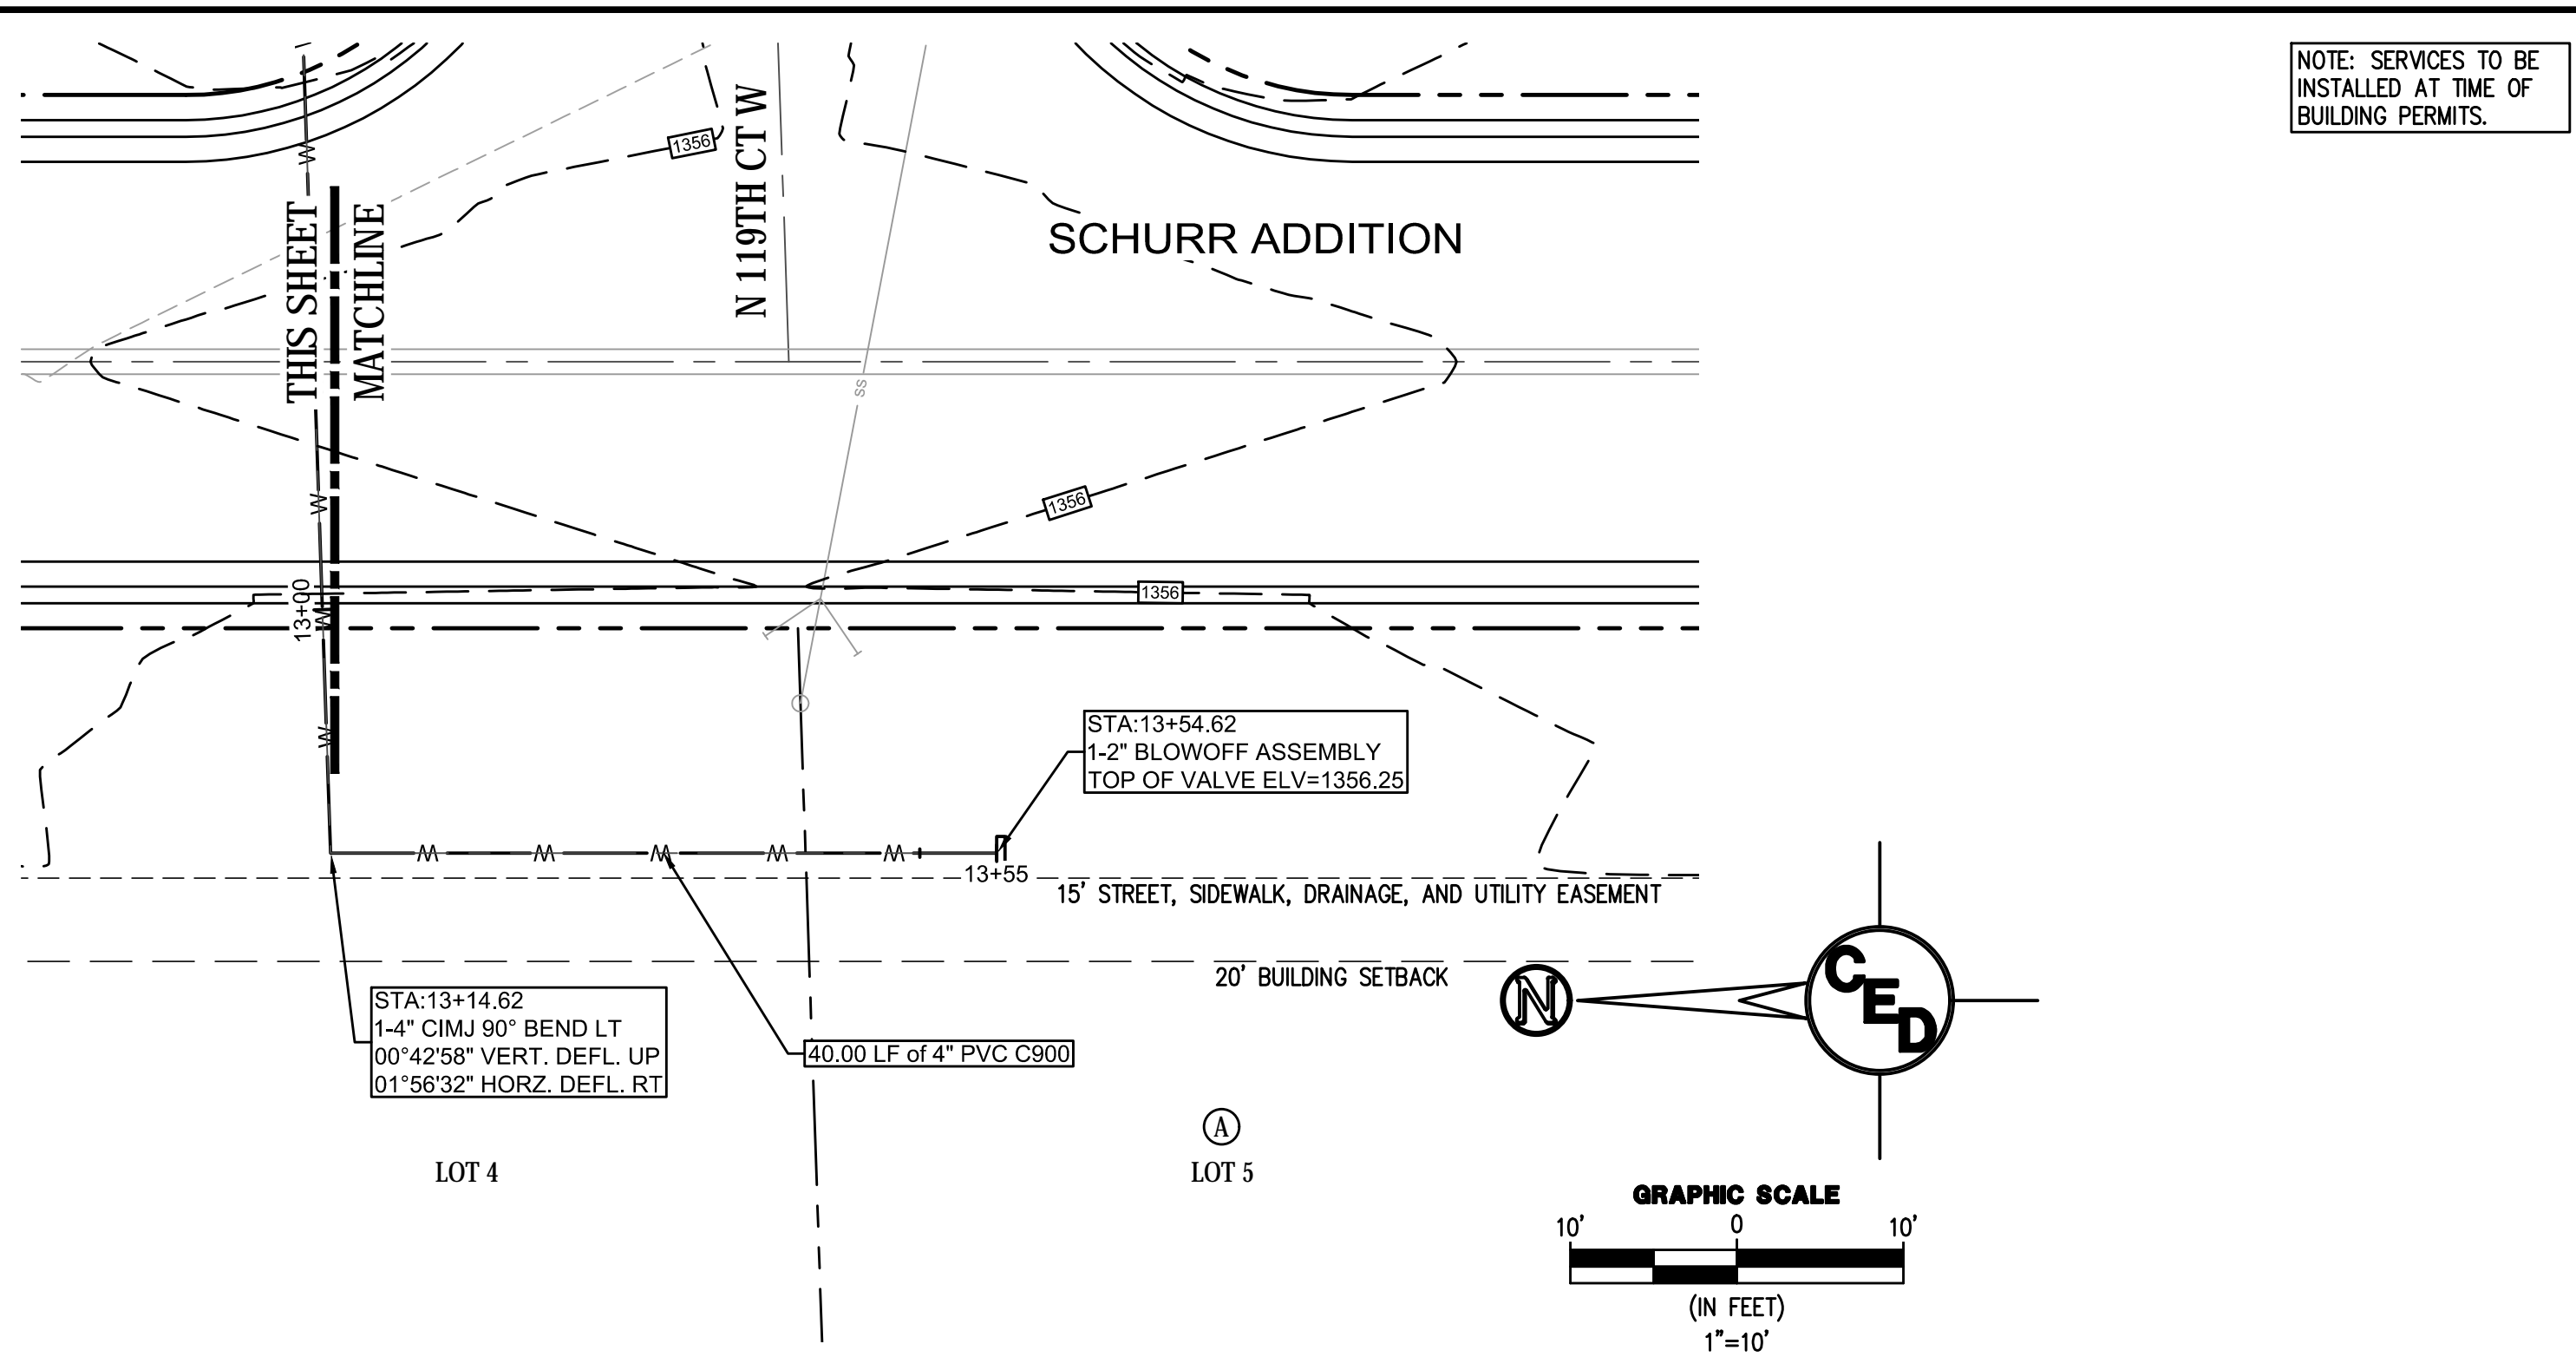 NOTE: SERVICES TO BE
INSTALLED AT TIME OF
BUILDING PERMITS.
W
1356
N 119TH CT W
THIS SHEET
MATCHLINE
SCHURR ADDITION
SS
1356
W
1356
13+00
W
W
STA:13+54.62
1-2" BLOWOFF ASSEMBLY
TOP OF VALVE ELV=1356.25
W W W W W
13+55
15' STREET, SIDEWALK, DRAINAGE, AND UTILITY EASEMENT
20' BUILDING SETBACK
STA:13+14.62
1-4" CIMJ 90° BEND LT
00°42'58" VERT. DEFL. UP
01°56'32" HORZ. DEFL. RT
40.00 LF of 4" PVC C900
N
CED
A
LOT 4
LOT 5
GRAPHIC SCALE
10' 0 10'
(IN FEET)
1"=10'